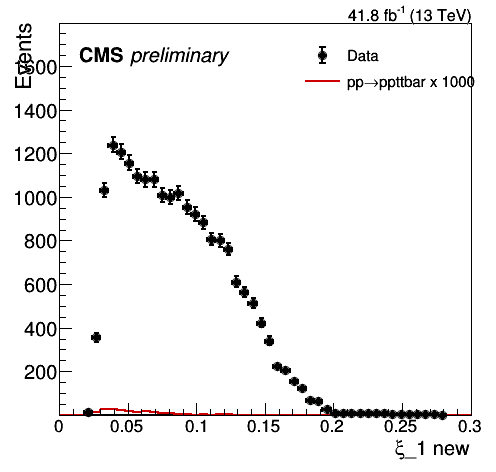 41.8 fb⁻¹ (13 TeV)
Events
CMS preliminary
Data
pp→ppttbar x 1000
1400
1200
1000
800
600
400
200
0 0.05 0.1 0.15 0.2 0.25 0.3
ξ_1 new